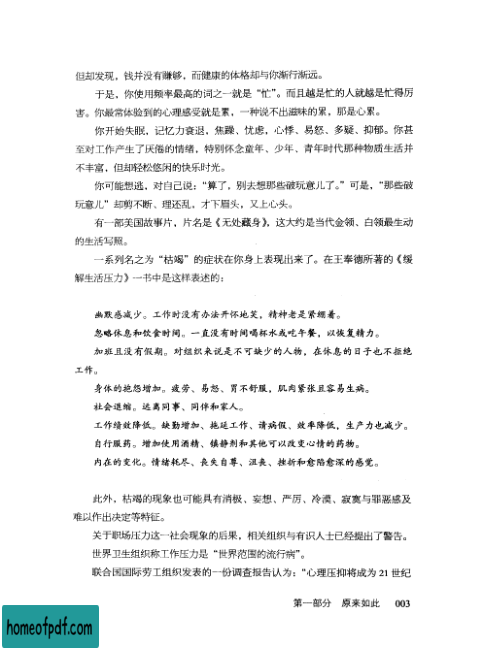 但却发现，钱并没有赚够，而健康的体格却与你渐行渐远。
于是，你使用频率最高的词之一就是“忙”。而且越是忙的人就越是忙得厉
害。你最常体验到的心理感受就是累，一种说不出滋味的累，那是心累。
你开始失眠，记忆力衰退，焦躁、忧虑，心悸、易怒、多疑、抑郁。你甚
至对工作产生了厌倦的情绪，特别怀念童年、少年、青年时代那种物质生活并
不丰富，但却轻松悠闲的快乐时光。
你可能想逃，对自己说：“算了，别去想那些破玩意儿了。”可是，“那些破
玩意儿”却剪不断、理还乱，才下眉头，又上心头。
有一部美国故事片，片名是《无处藏身》，这大约是当代金领、白领最生动
的生活写照。
一系列名之为“枯竭”的症状在你身上表现出来了。在王奉德所著的《缓
解生活压力》一书中是这样表述的：
幽默感减少。工作时没有办法开怀地笑，精神老是紧绷着。
忽略休息和饮食时间。一直没有时间喝杯水或吃午餐，以恢复精力。
加班且没有假期。对组织来说是不可缺少的人物，在休息的日子也不拒绝
工作。
身体的抱怨增加。疲劳、易怒、胃不舒服，肌肉紧张且容易生病。
社会退缩。远离同事、同伴和家人。
工作绩效降低。缺勤增加、拖延工作、请病假、效率降低，生产力也减少。
自行服药。增加使用酒精、镇静剂和其他可以改变心情的药物。
内在的变化。情绪耗尽、丧失自尊、沮丧、挫折和愈陷愈深的感觉。
此外，枯竭的现象也可能具有消极、妄想、严厉、冷漠、寂寞与罪恶感及
难以作出决定等特征。
关于职场压力这一社会现象的后果，相关组织与有识人士已经提出了警告。
世界卫生组织称工作压力是“世界范围的流行病”。
联合国国际劳工组织发表的一份调查报告认为：“心理压抑将成为 21 世纪
第一部分 原来如此 003
homeofpdf.com